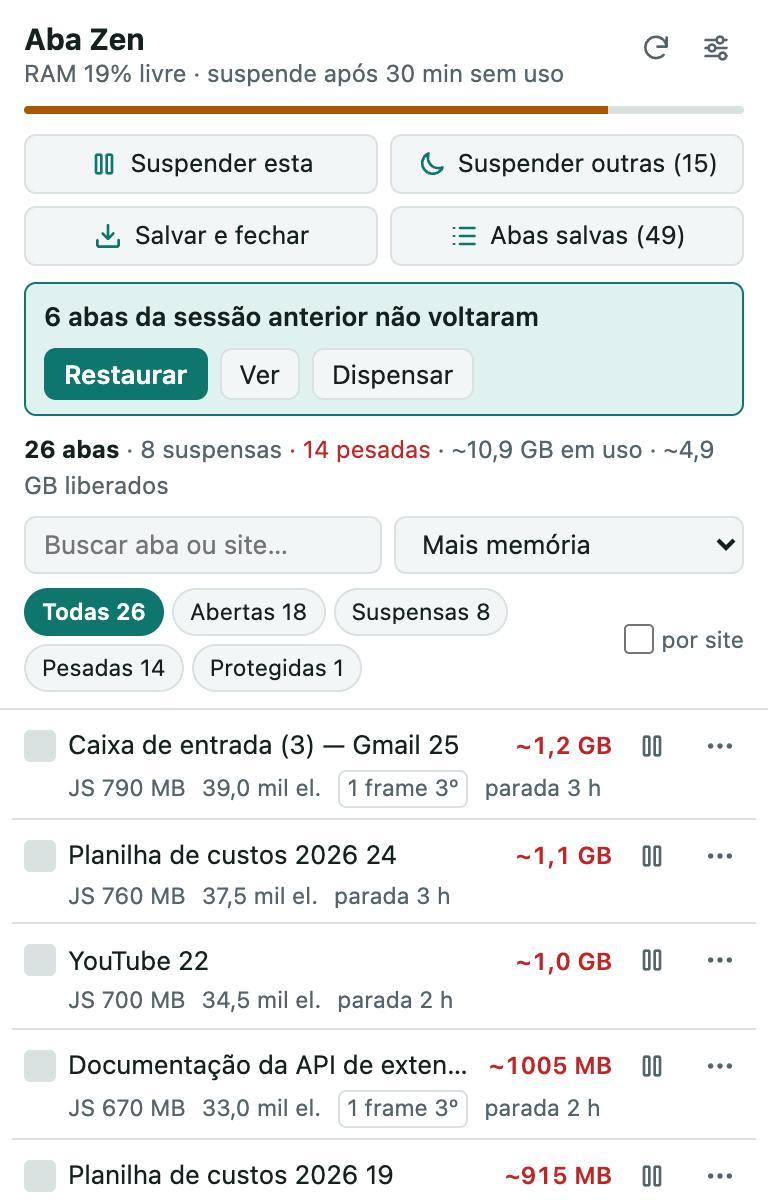 Aba Zen
RAM 19% livre · suspende após 30 min sem uso
Suspender esta
Suspender outras (15)
Salvar e fechar
Abas salvas (49)
6 abas da sessão anterior não voltaram
Restaurar
Ver
Dispensar
26 abas · 8 suspensas · 14 pesadas · ~10,9 GB em uso · ~4,9
GB liberados
Buscar aba ou site...
Mais memória
Todas 26
Abertas 18
Suspensas 8
Pesadas 14
Protegidas 1
por site
Caixa de entrada (3) — Gmail 25 ~1,2 GB
JS 790 MB 39,0 mil el. 1 frame 3º parada 3 h
Planilha de custos 2026 24 ~1,1 GB
JS 760 MB 37,5 mil el. parada 3 h
YouTube 22 ~1,0 GB
JS 700 MB 34,5 mil el. parada 2 h
Documentação da API de exten... ~1005 MB
JS 670 MB 33,0 mil el. 1 frame 3º parada 2 h
Planilha de custos 2026 19 ~915 MB